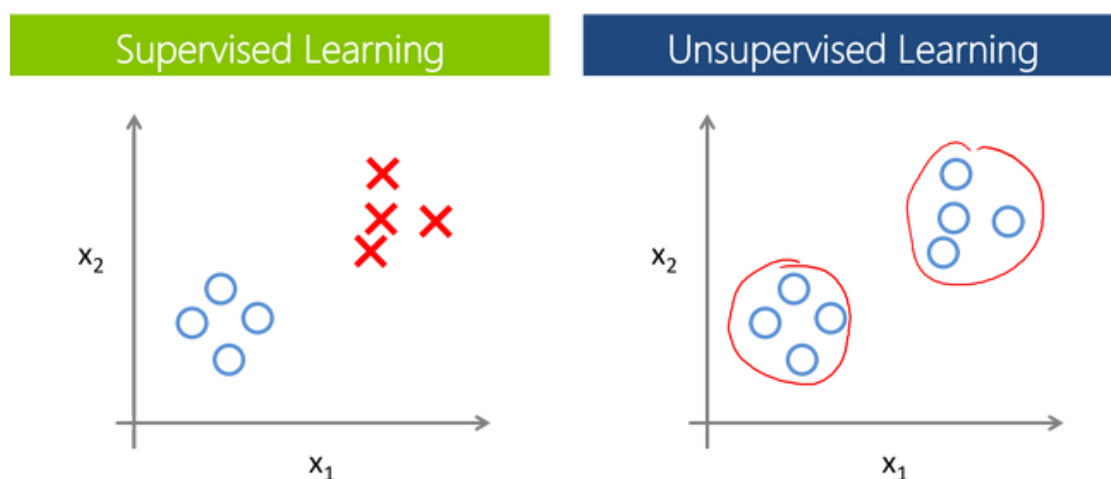 Supervised Learning
Unsupervised Learning
x₂
x₁
x₂
x₁